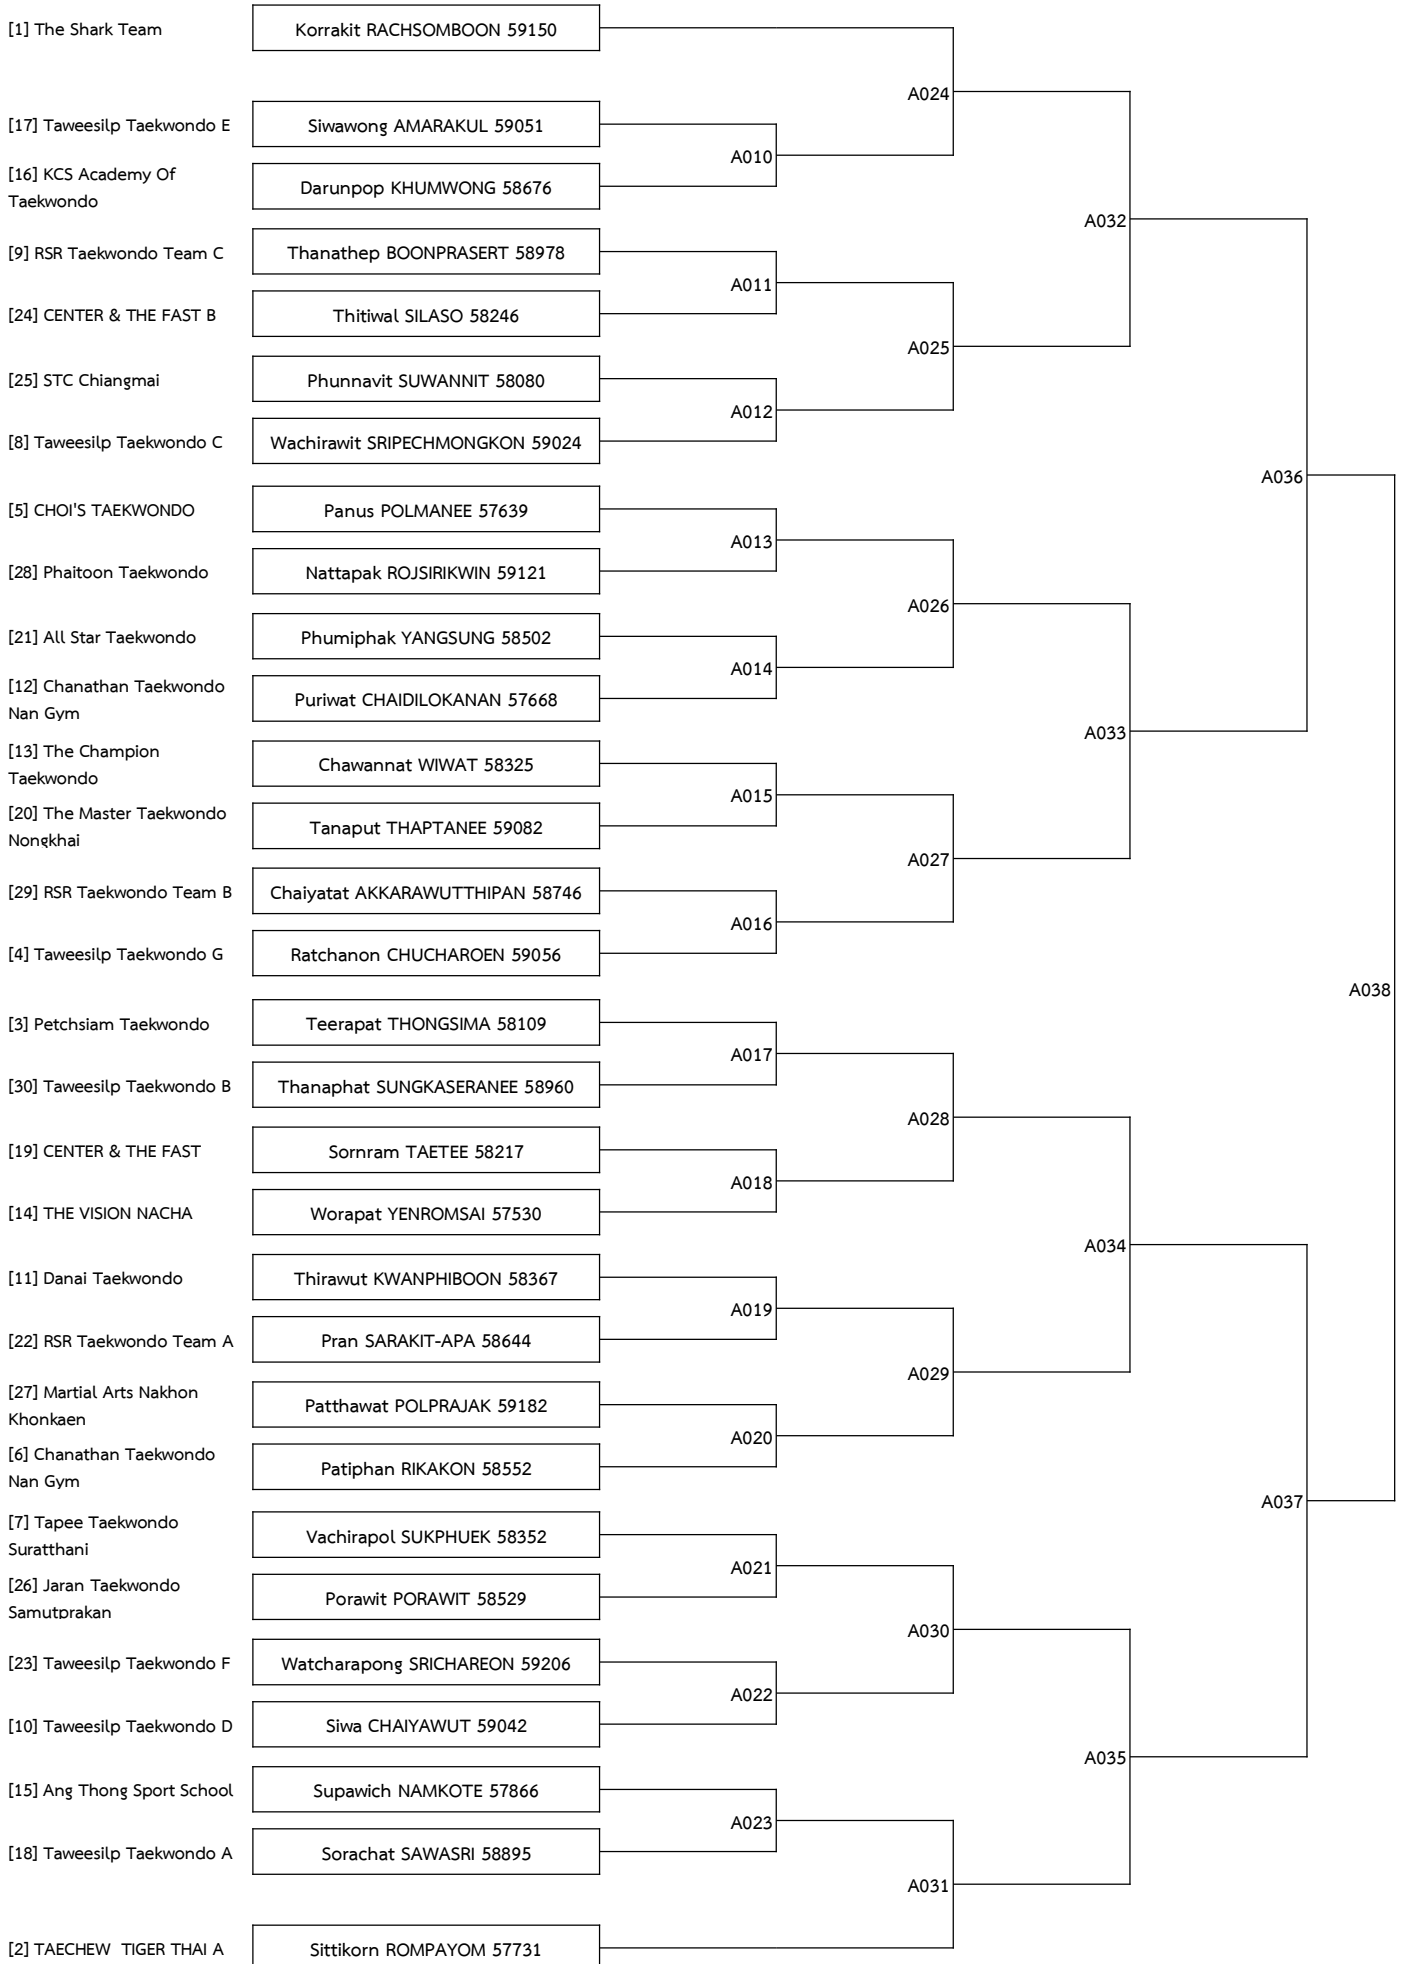 [1] The Shark Team
Korrakit RACHSOMBOON 59150
A024
[17] Taweesilp Taekwondo E
Siwawong AMARAKUL 59051
A010
[16] KCS Academy Of
Taekwondo
Darunpop KHUMWONG 58676
A032
[9] RSR Taekwondo Team C
Thanathep BOONPRASERT 58978
A011
[24] CENTER & THE FAST B
Thitiwal SILASO 58246
A025
[25] STC Chiangmai
Phunnavit SUWANNIT 58080
A012
[8] Taweesilp Taekwondo C
Wachirawit SRIPECHMONGKON 59024
A036
[5] CHOI'S TAEKWONDO
Panus POLMANEE 57639
A013
[28] Phaitoon Taekwondo
Nattapak ROJSIRIKWIN 59121
A026
[21] All Star Taekwondo
Phumiphak YANGSUNG 58502
A014
[12] Chanathan Taekwondo
Nan Gym
Puriwat CHAIDILOKANAN 57668
A033
[13] The Champion
Taekwondo
Chawannat WIWAT 58325
A015
[20] The Master Taekwondo
Nongkhai
Tanaput THAPTANEE 59082
A027
[29] RSR Taekwondo Team B
Chaiyatat AKKARAWUTTHIPAN 58746
A016
[4] Taweesilp Taekwondo G
Ratchanon CHUCHAROEN 59056
A038
[3] Petchsiam Taekwondo
Teerapat THONGSIMA 58109
A017
[30] Taweesilp Taekwondo B
Thanaphat SUNGKASERANEE 58960
A028
[19] CENTER & THE FAST
Sornram TAETEE 58217
A018
[14] THE VISION NACHA
Worapat YENROMSAI 57530
A034
[11] Danai Taekwondo
Thirawut KWANPHIBOON 58367
A019
[22] RSR Taekwondo Team A
Pran SARAKIT-APA 58644
A029
[27] Martial Arts Nakhon
Khonkaen
Patthawat POLPRAJAK 59182
A020
[6] Chanathan Taekwondo
Nan Gym
Patiphan RIKAKON 58552
A037
[7] Tapee Taekwondo
Suratthani
Vachirapol SUKPHUEK 58352
A021
[26] Jaran Taekwondo
Samutprakan
Porawit PORAWIT 58529
A030
[23] Taweesilp Taekwondo F
Watcharapong SRICHAREON 59206
A022
[10] Taweesilp Taekwondo D
Siwa CHAIYAWUT 59042
A035
[15] Ang Thong Sport School
Supawich NAMKOTE 57866
A023
[18] Taweesilp Taekwondo A
Sorachat SAWASRI 58895
A031
[2] TAECHEW TIGER THAI A
Sittikorn ROMPAYOM 57731